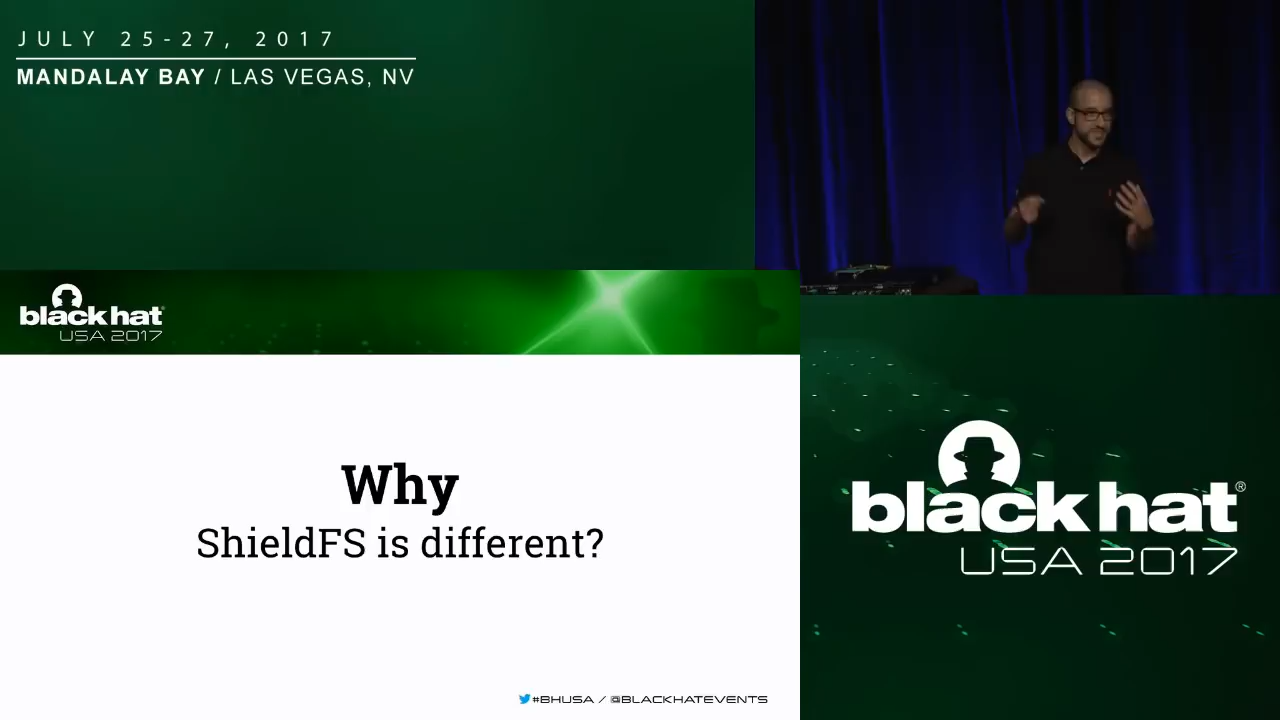 JULY 25-27, 2017
MANDALAY BAY / LAS VEGAS, NV
black hat®
USA 2017
Why
ShieldFS is different?
#BHUSA / @BLACKHATEVENTS
black hat®
USA 2017